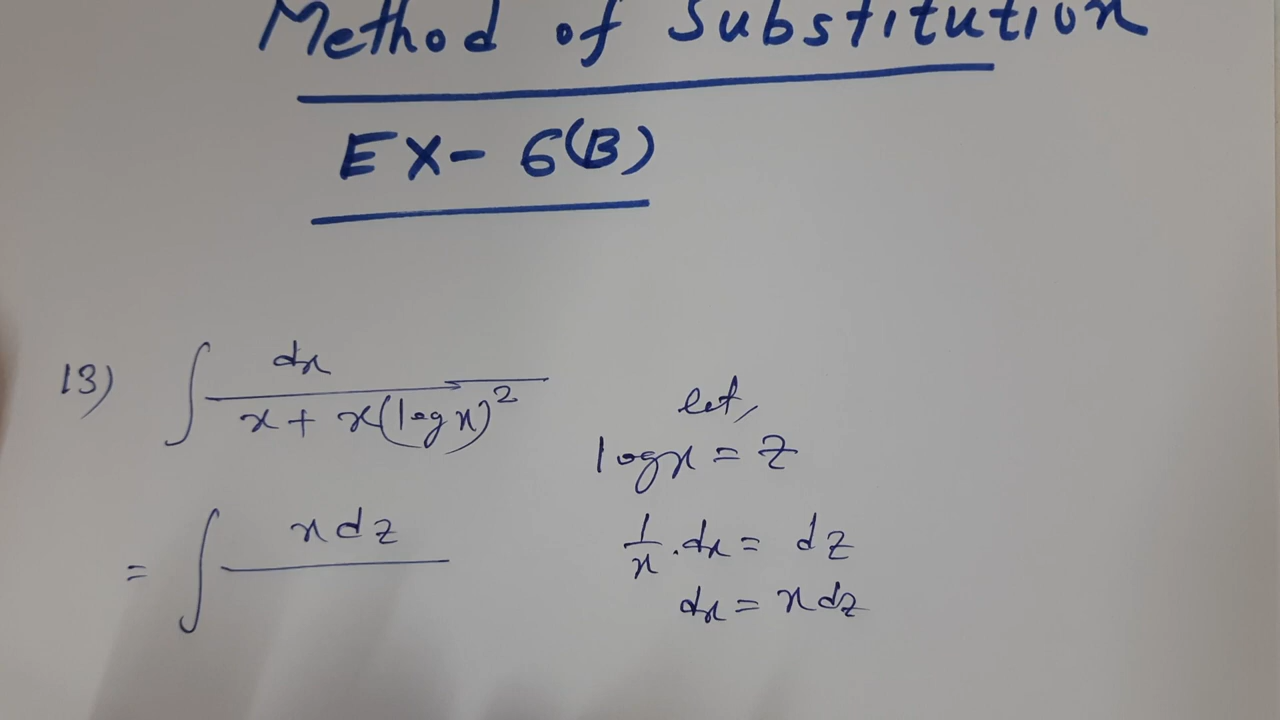 Method of Substitution
EX- 6(B)
13) ∫ dx / x + x(log x)²
let,
log x = z
= ∫ x dz
1/x . dx = dz
dx = x dz